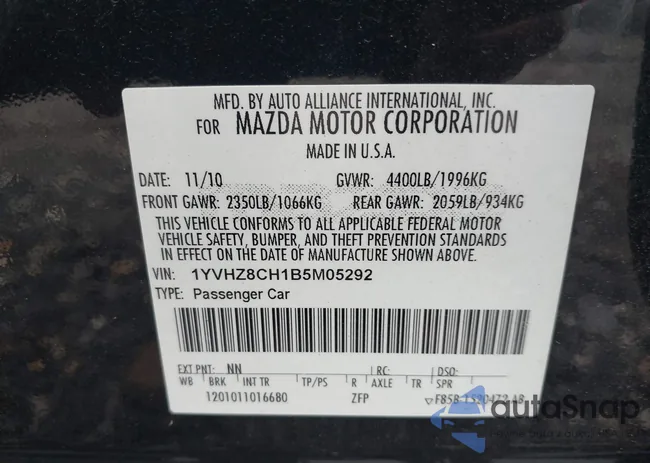 MFD. BY AUTO ALLIANCE INTERNATIONAL, INC.
FOR MAZDA MOTOR CORPORATION
MADE IN U.S.A.
DATE: 11/10 GVWR: 4400LB/1996KG
FRONT GAWR: 2350LB/1066KG REAR GAWR: 2059LB/934KG
THIS VEHICLE CONFORMS TO ALL APPLICABLE FEDERAL MOTOR
VEHICLE SAFETY, BUMPER, AND THEFT PREVENTION STANDARDS
IN EFFECT ON THE DATE OF MANUFACTURE SHOWN ABOVE.
VIN: 1YVHZ8CH1B5M05292
TYPE: Passenger Car
EXT PNT: NN RC: DSO:
WB BRK INT TR TP/PS R AXLE TR SPR
1201011016680 ZFP
autoSnap